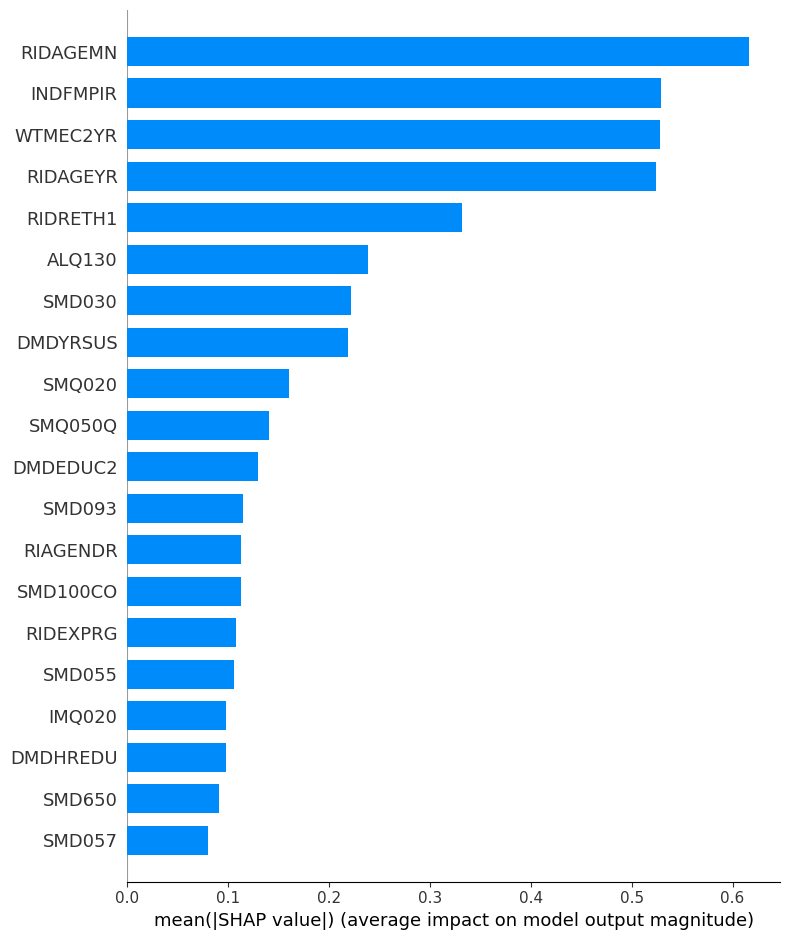 RIDAGEMN
INDFMPIR
WTMEC2YR
RIDAGEYR
RIDRETH1
ALQ130
SMD030
DMDYRSUS
SMQ020
SMQ050Q
DMDEDUC2
SMD093
RIAGENDR
SMD100CO
RIDEXPRG
SMD055
IMQ020
DMDHREDU
SMD650
SMD057
0.0 0.1 0.2 0.3 0.4 0.5 0.6
mean(|SHAP value|) (average impact on model output magnitude)